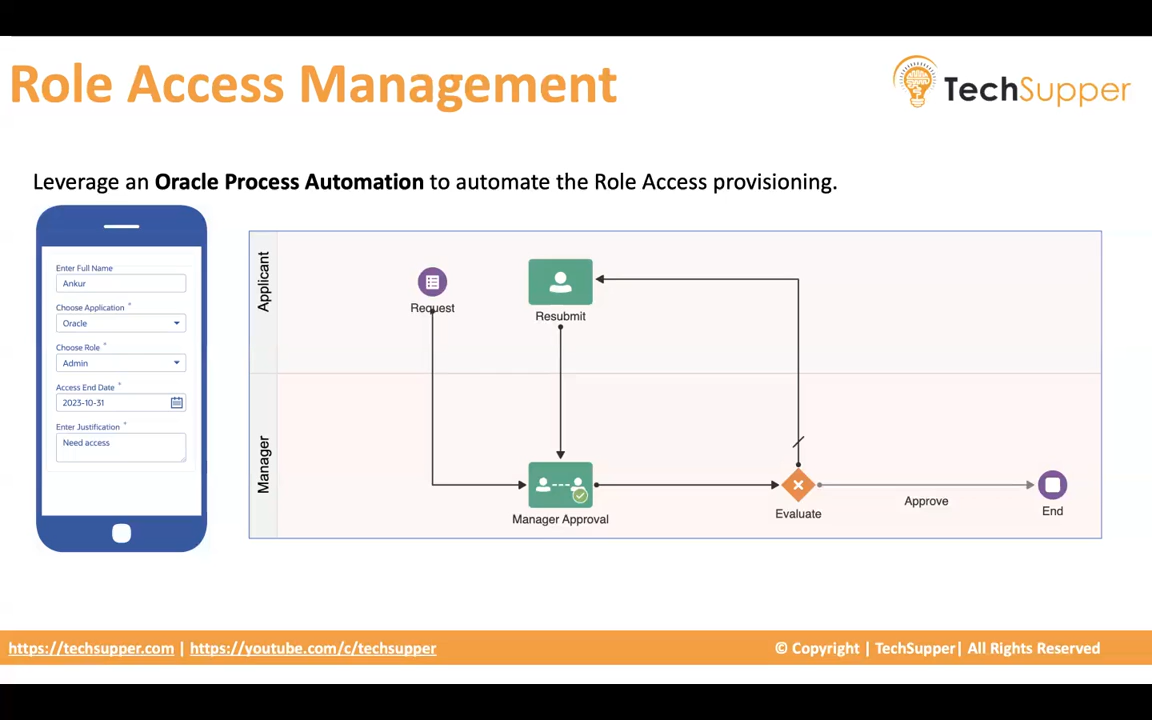 Role Access Management
TechSupper
Leverage an Oracle Process Automation to automate the Role Access provisioning.
Enter Full Name
Ankur
Choose Application *
Oracle
Choose Role *
Admin
Access End Date *
2023-10-31
Enter Justification *
Need access
Applicant
Request
Resubmit
Manager
Manager Approval
Evaluate
Approve
End
https://techsupper.com | https://youtube.com/c/techsupper
© Copyright | TechSupper| All Rights Reserved